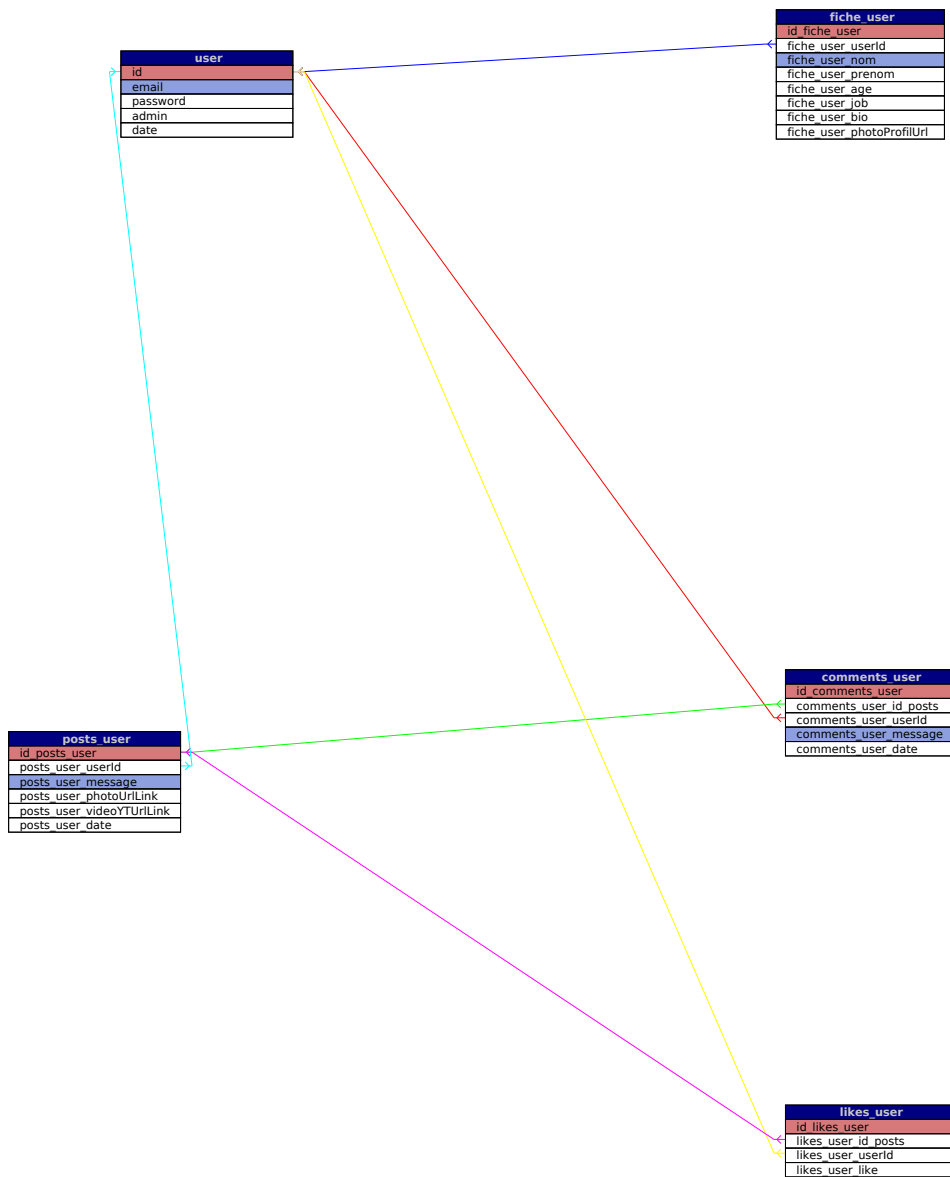 fiche_user
id_fiche_user
fiche_user_userId
fiche_user_nom
fiche_user_prenom
fiche_user_age
fiche_user_job
fiche_user_bio
fiche_user_photoProfilUrl
user
id
email
password
admin
date
comments_user
id_comments_user
comments_user_id_posts
comments_user_userId
comments_user_message
comments_user_date
posts_user
id_posts_user
posts_user_userId
posts_user_message
posts_user_photoUrlLink
posts_user_videoYTUrlLink
posts_user_date
likes_user
id_likes_user
likes_user_id_posts
likes_user_userId
likes_user_like